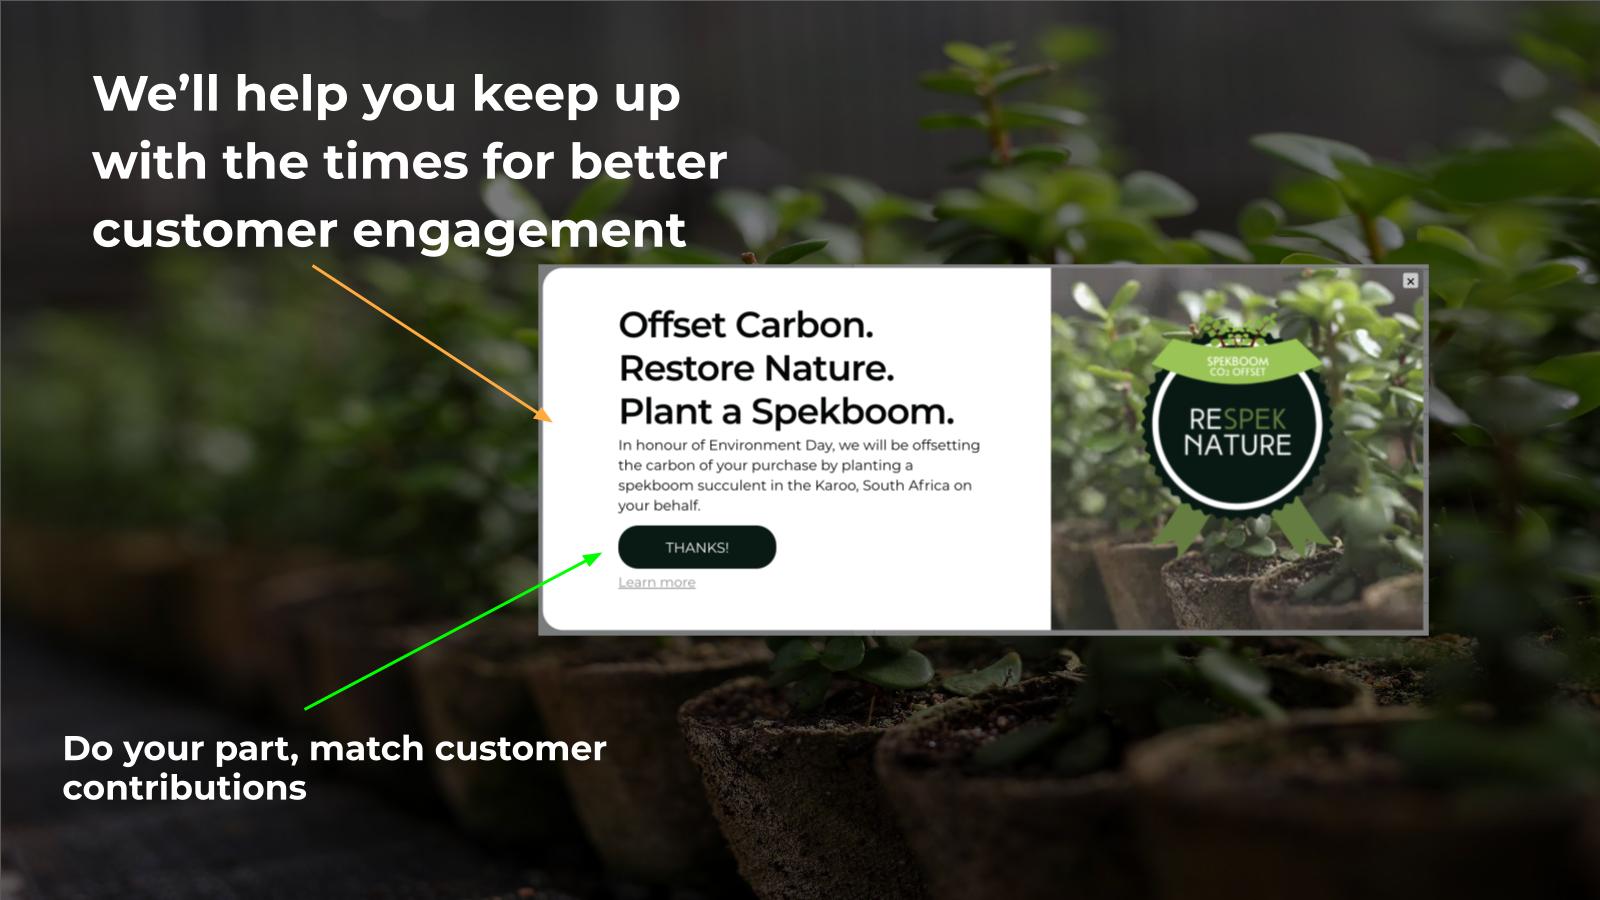 We’ll help you keep up
with the times for better
customer engagement
Offset Carbon.
Restore Nature.
Plant a Spekboom.
In honour of Environment Day, we will be offsetting
the carbon of your purchase by planting a
spekboom succulent in the Karoo, South Africa on
your behalf.
THANKS!
Learn more
SPEKBOOM
CO₂ OFFSET
RESPEK
NATURE
Do your part, match customer
contributions